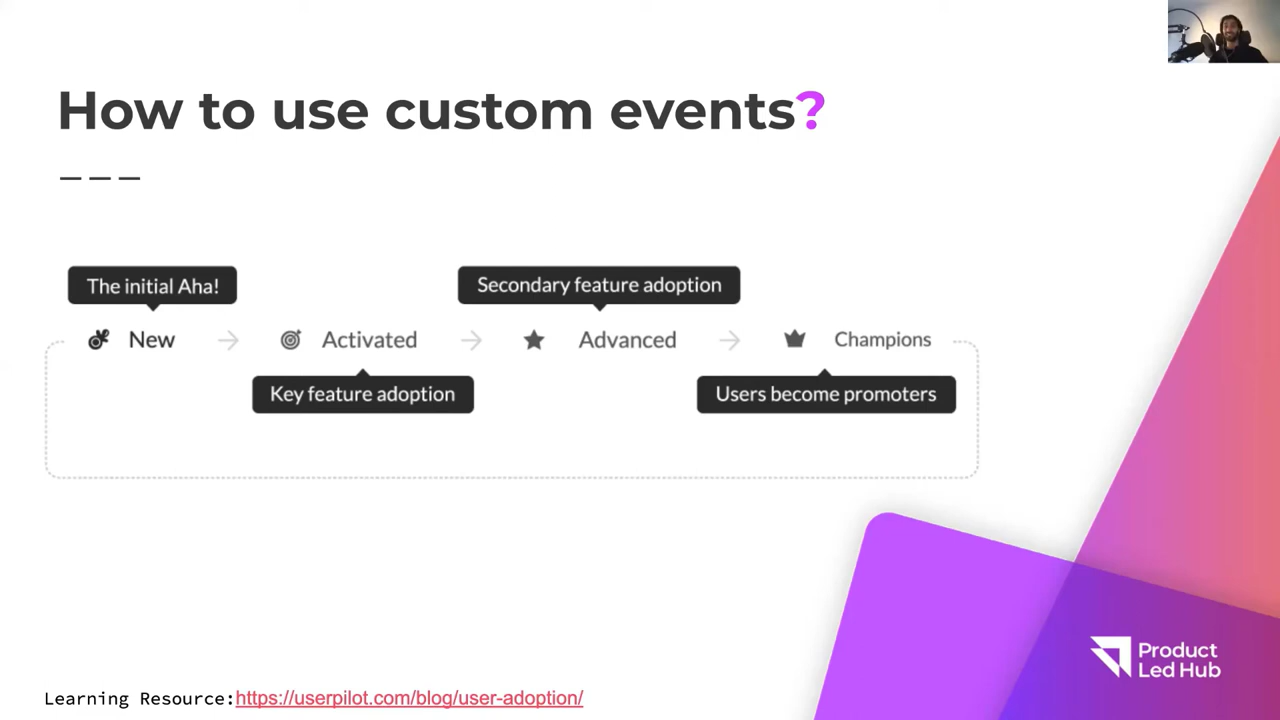 How to use custom events?
The initial Aha!
Secondary feature adoption
New
Activated
Advanced
Champions
Key feature adoption
Users become promoters
Product
Led Hub
Learning Resource:https://userpilot.com/blog/user-adoption/